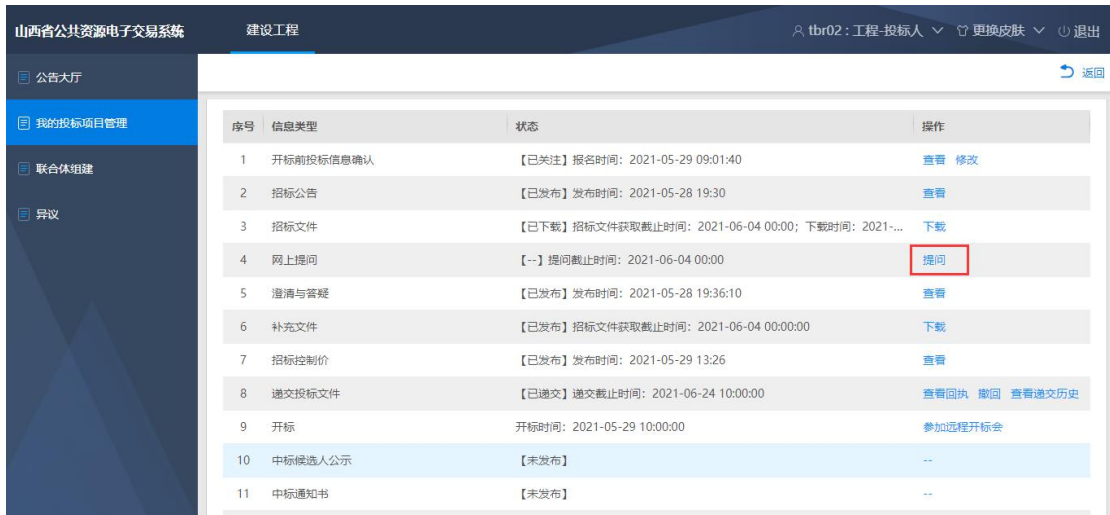 山西省公共资源电子交易系统 建设工程 tbr02 : 工程-投标人 更换皮肤 退出
公告大厅
我的投标项目管理
联合体组建
异议
返回
序号 信息类型 状态 操作
1 开标前投标信息确认 【已关注】报名时间：2021-05-29 09:01:40 查看 修改
2 招标公告 【已发布】发布时间：2021-05-28 19:30 查看
3 招标文件 【已下载】招标文件获取截止时间：2021-06-04 00:00；下载时间：2021-... 下载
4 网上提问 【--】提问截止时间：2021-06-04 00:00 提问
5 澄清与答疑 【已发布】发布时间：2021-05-28 19:36:10 查看
6 补充文件 【已发布】招标文件获取截止时间：2021-06-04 00:00:00 下载
7 招标控制价 【已发布】发布时间：2021-05-29 13:26 查看
8 递交投标文件 【已递交】递交截止时间：2021-06-24 10:00:00 查看回执 撤回 查看递交历史
9 开标 开标时间：2021-05-29 10:00:00 参加远程开标会
10 中标候选人公示 【未发布】 --
11 中标通知书 【未发布】 --